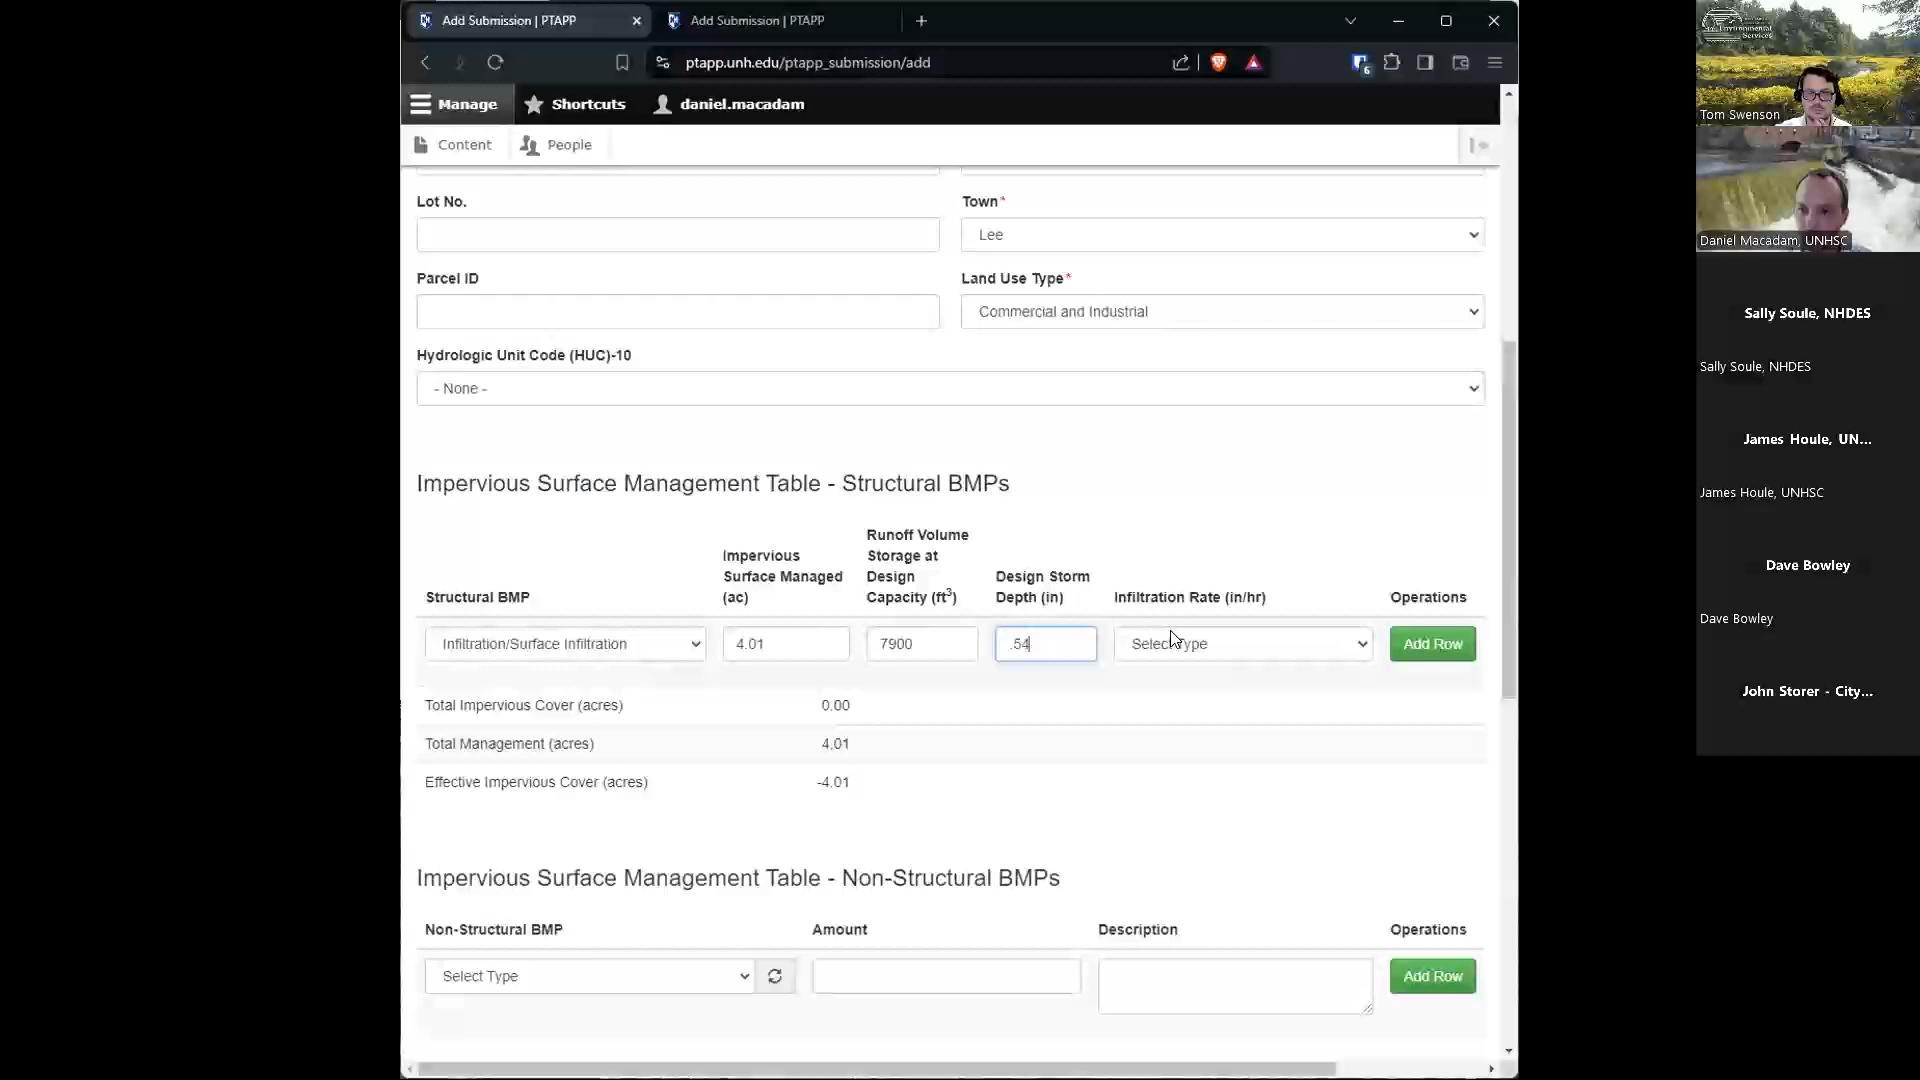 Add Submission | PTAPP
Add Submission | PTAPP
ptapp.unh.edu/ptapp_submission/add
6
Manage
Shortcuts
daniel.macadam
Content
People
Lot No.
Town*
Lee
Parcel ID
Land Use Type*
Commercial and Industrial
Hydrologic Unit Code (HUC)-10
- None -
Impervious Surface Management Table - Structural BMPs
Structural BMP
Impervious
Surface Managed
(ac)
Runoff Volume
Storage at
Design
Capacity (ft3)
Design Storm
Depth (in)
Infiltration Rate (in/hr)
Operations
Infiltration/Surface Infiltration
4.01
7900
.54
Select Type
Add Row
Total Impervious Cover (acres) 0.00
Total Management (acres) 4.01
Effective Impervious Cover (acres) -4.01
Impervious Surface Management Table - Non-Structural BMPs
Non-Structural BMP
Amount
Description
Operations
Select Type
Add Row
Environmental
Services
Tom Swenson
Daniel Macadam, UNHSC
Sally Soule, NHDES
Sally Soule, NHDES
James Houle, UN...
James Houle, UNHSC
Dave Bowley
Dave Bowley
John Storer - City...